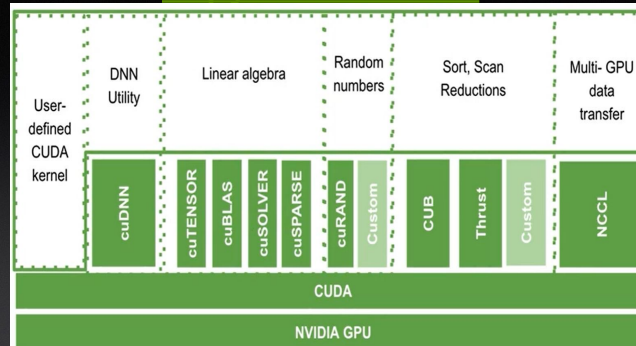 User-
defined
CUDA
kernel
DNN
Utility
Linear algebra
Random
numbers
Sort, Scan
Reductions
Multi- GPU
data
transfer
cuDNN
cuTENSOR
cuBLAS
cuSOLVER
cuSPARSE
cuRAND
Custom
CUB
Thrust
Custom
NCCL
CUDA
NVIDIA GPU